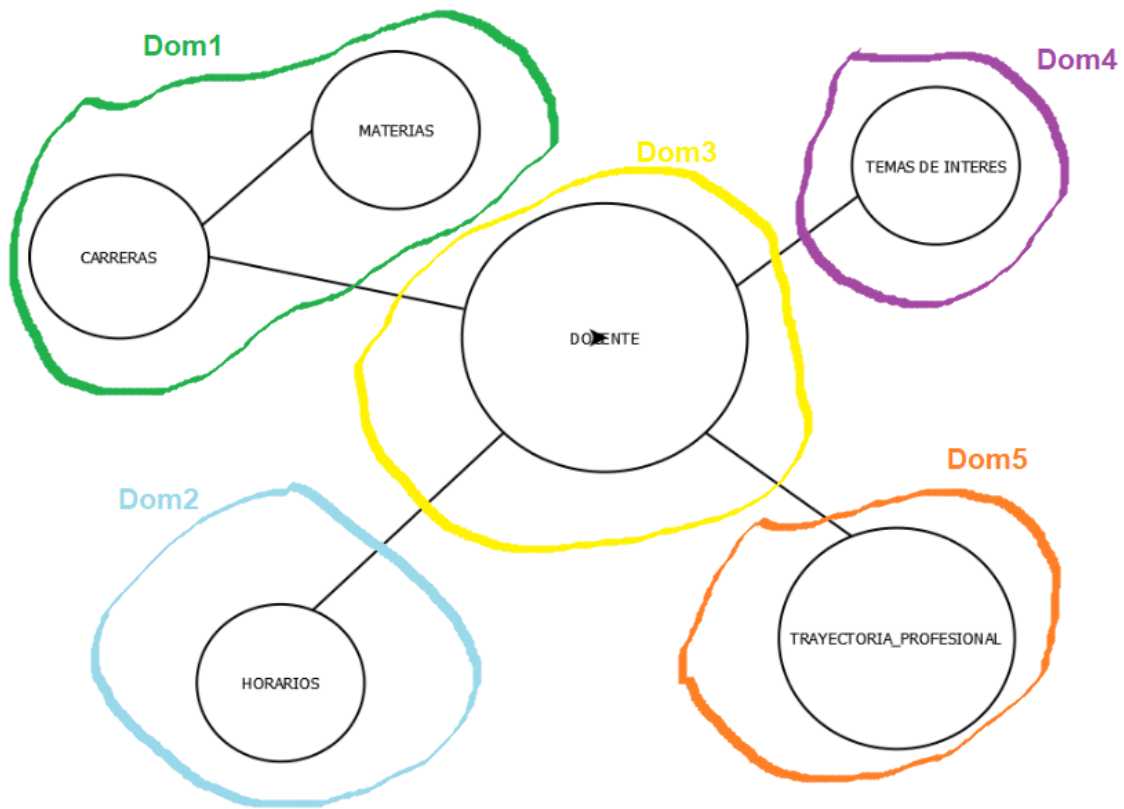 Dom1
Dom4
MATERIAS
Dom3
TEMAS DE INTERES
CARRERAS
DOCENTE
Dom5
Dom2
TRAYECTORIA_PROFESIONAL
HORARIOS